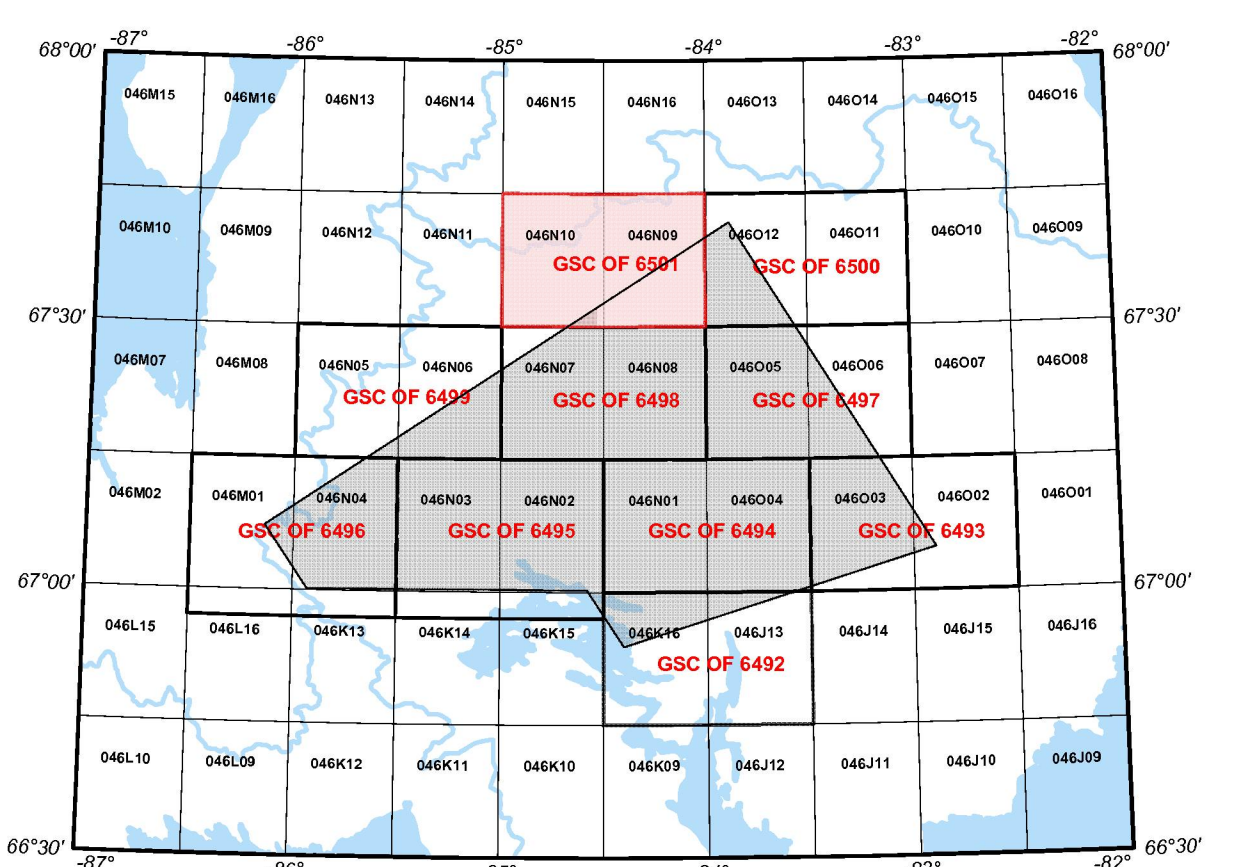 -87° -86° -85° -84° -83° -82°
68°00' 68°00'
046M15 046M16 046N13 046N14 046N15 046N16 046O13 046O14 046O15 046O16
046M10 046M09 046N12 046N11 046N10 046N09 046O12 046O11 046O10 046O09
GSC OF 6501 GSC OF 6500
67°30' 67°30'
046M07 046M08 046N05 046N06 046N07 046N08 046O05 046O06 046O07 046O08
GSC OF 6499 GSC OF 6498 GSC OF 6497
046M02 046M01 046N04 046N03 046N02 046N01 046O04 046O03 046O02 046O01
GSC OF 6496 GSC OF 6495 GSC OF 6494 GSC OF 6493
67°00' 67°00'
046L15 046L16 046K13 046K14 046K15 046K16 046J13 046J14 046J15 046J16
GSC OF 6492
046L10 046L09 046K12 046K11 046K10 046K09 046J12 046J11 046J10 046J09
66°30' 66°30'
-87° -86° -85° -84° -83° -82°